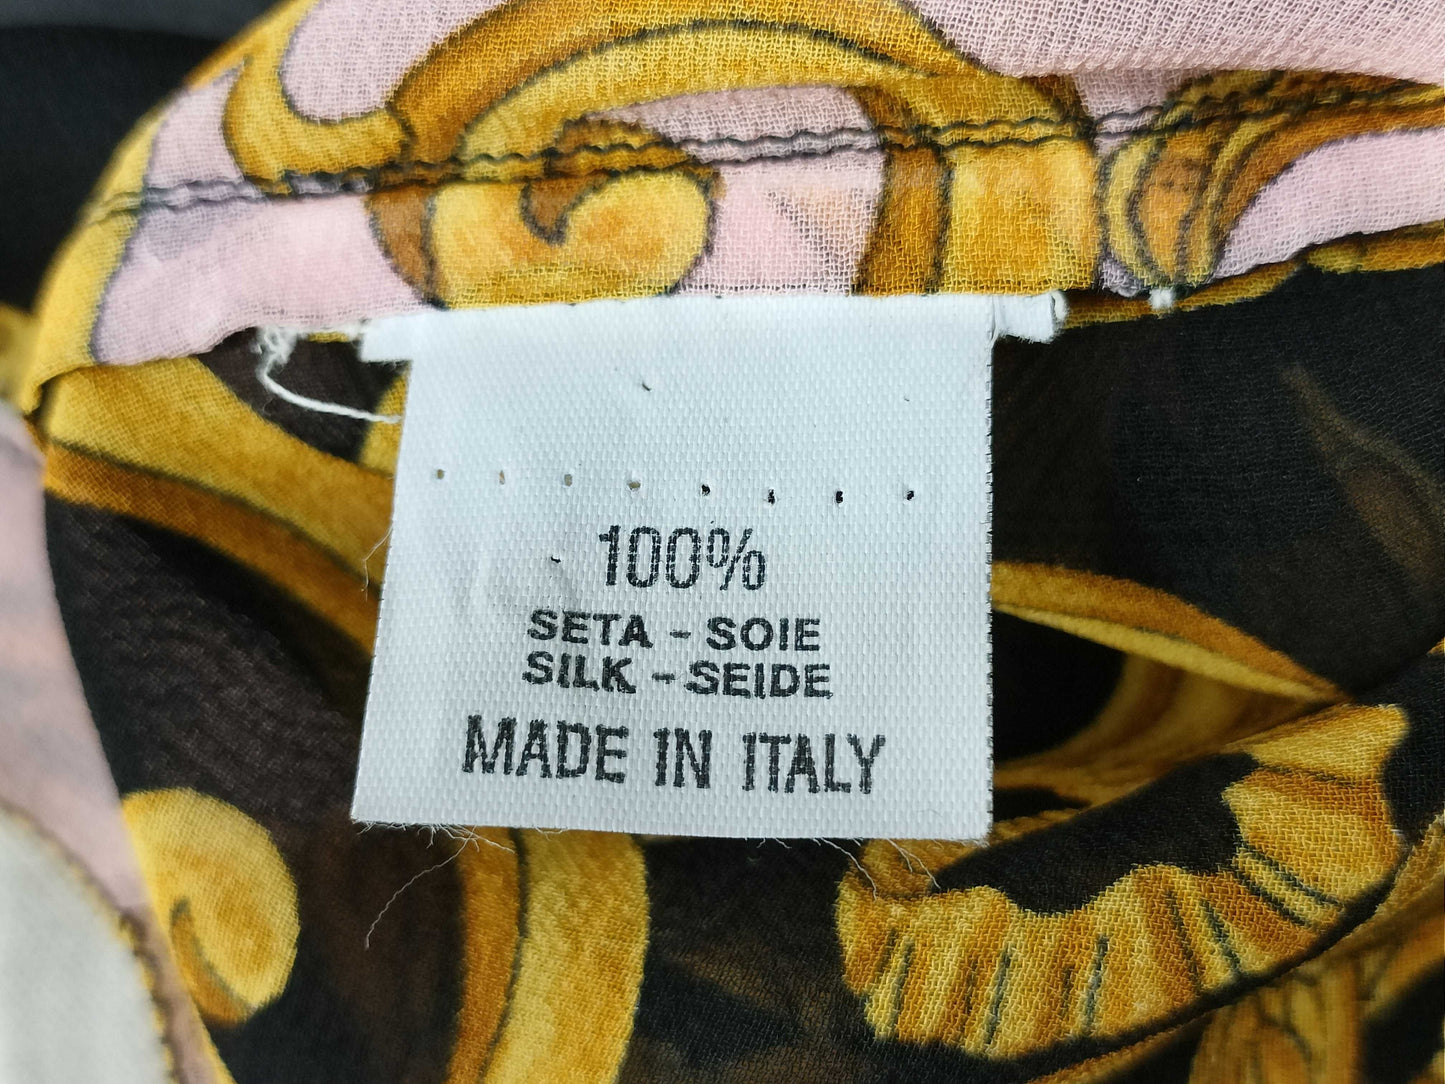 100%
SETA - SOIE
SILK - SEIDE
MADE IN ITALY